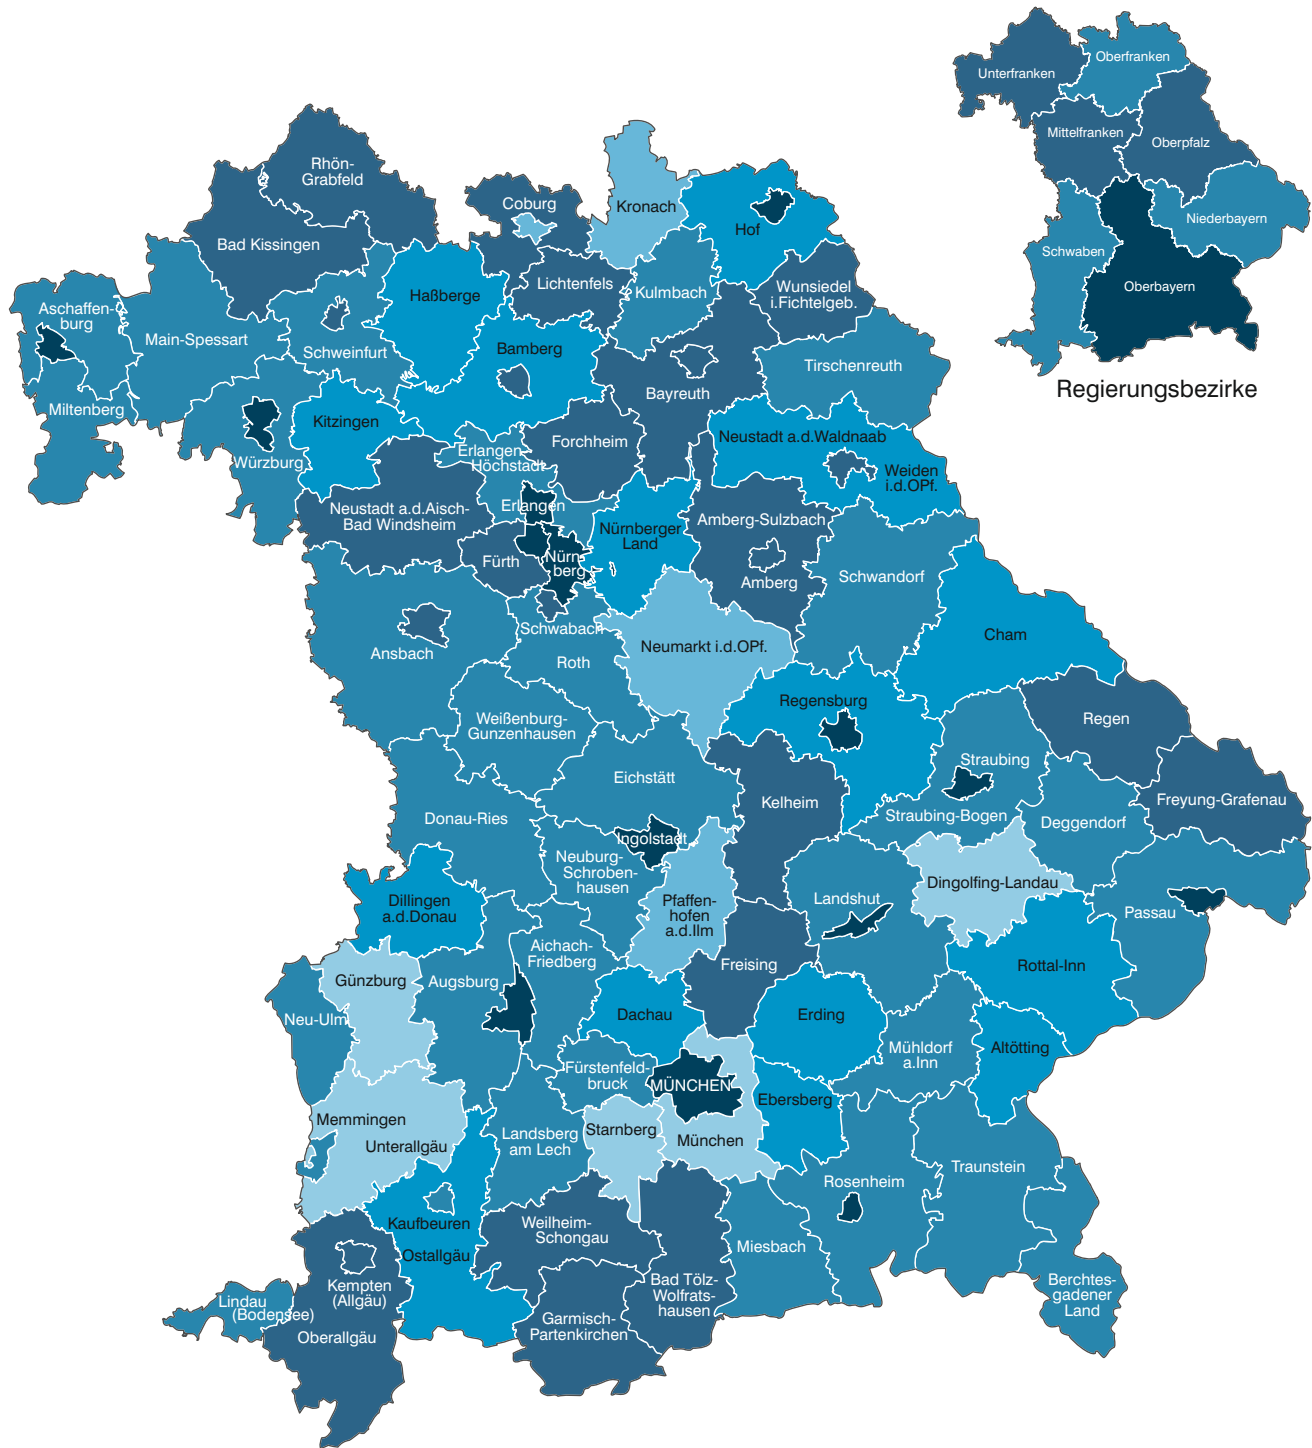 Oberfranken
Unterfranken
Mittelfranken
Oberpfalz
Niederbayern
Schwaben
Oberbayern
Regierungsbezirke
Rhön-
Grabfeld
Coburg
Kronach
Hof
Bad Kissingen
Haßberge
Lichtenfels
Kulmbach
Wunsiedel
i.Fichtelgeb.
Aschaffen-
burg
Main-Spessart
Schweinfurt
Bamberg
Tirschenreuth
Bayreuth
Miltenberg
Kitzingen
Forchheim
Neustadt a.d.Waldnaab
Würzburg
Erlangen-
Höchstadt
Weiden
i.d.OPf.
Neustadt a.d.Aisch-
Bad Windsheim
Erlangen
Nürnberger
Land
Amberg-Sulzbach
Fürth
Nürn-
berg
Amberg
Schwandorf
Schwabach
Cham
Ansbach
Roth
Neumarkt i.d.OPf.
Regensburg
Regen
Weißenburg-
Gunzenhausen
Straubing
Eichstätt
Kelheim
Freyung-Grafenau
Donau-Ries
Straubing-Bogen
Deggendorf
Ingolstadt
Neuburg-
Schroben-
hausen
Dingolfing-Landau
Dillingen
a.d.Donau
Pfaffen-
hofen
a.d.Ilm
Landshut
Passau
Aichach-
Friedberg
Freising
Rottal-Inn
Günzburg
Augsburg
Neu-Ulm
Dachau
Erding
Mühldorf
a.Inn
Altötting
Fürstenfeld-
bruck
MÜNCHEN
Ebersberg
Memmingen
Unterallgäu
Landsberg
am Lech
Starnberg
München
Traunstein
Rosenheim
Kaufbeuren
Weilheim-
Schongau
Miesbach
Ostallgäu
Kempten
(Allgäu)
Bad Tölz-
Wolfrats-
hausen
Berchtes-
gadener
Land
Lindau
(Bodensee)
Oberallgäu
Garmisch-
Partenkirchen